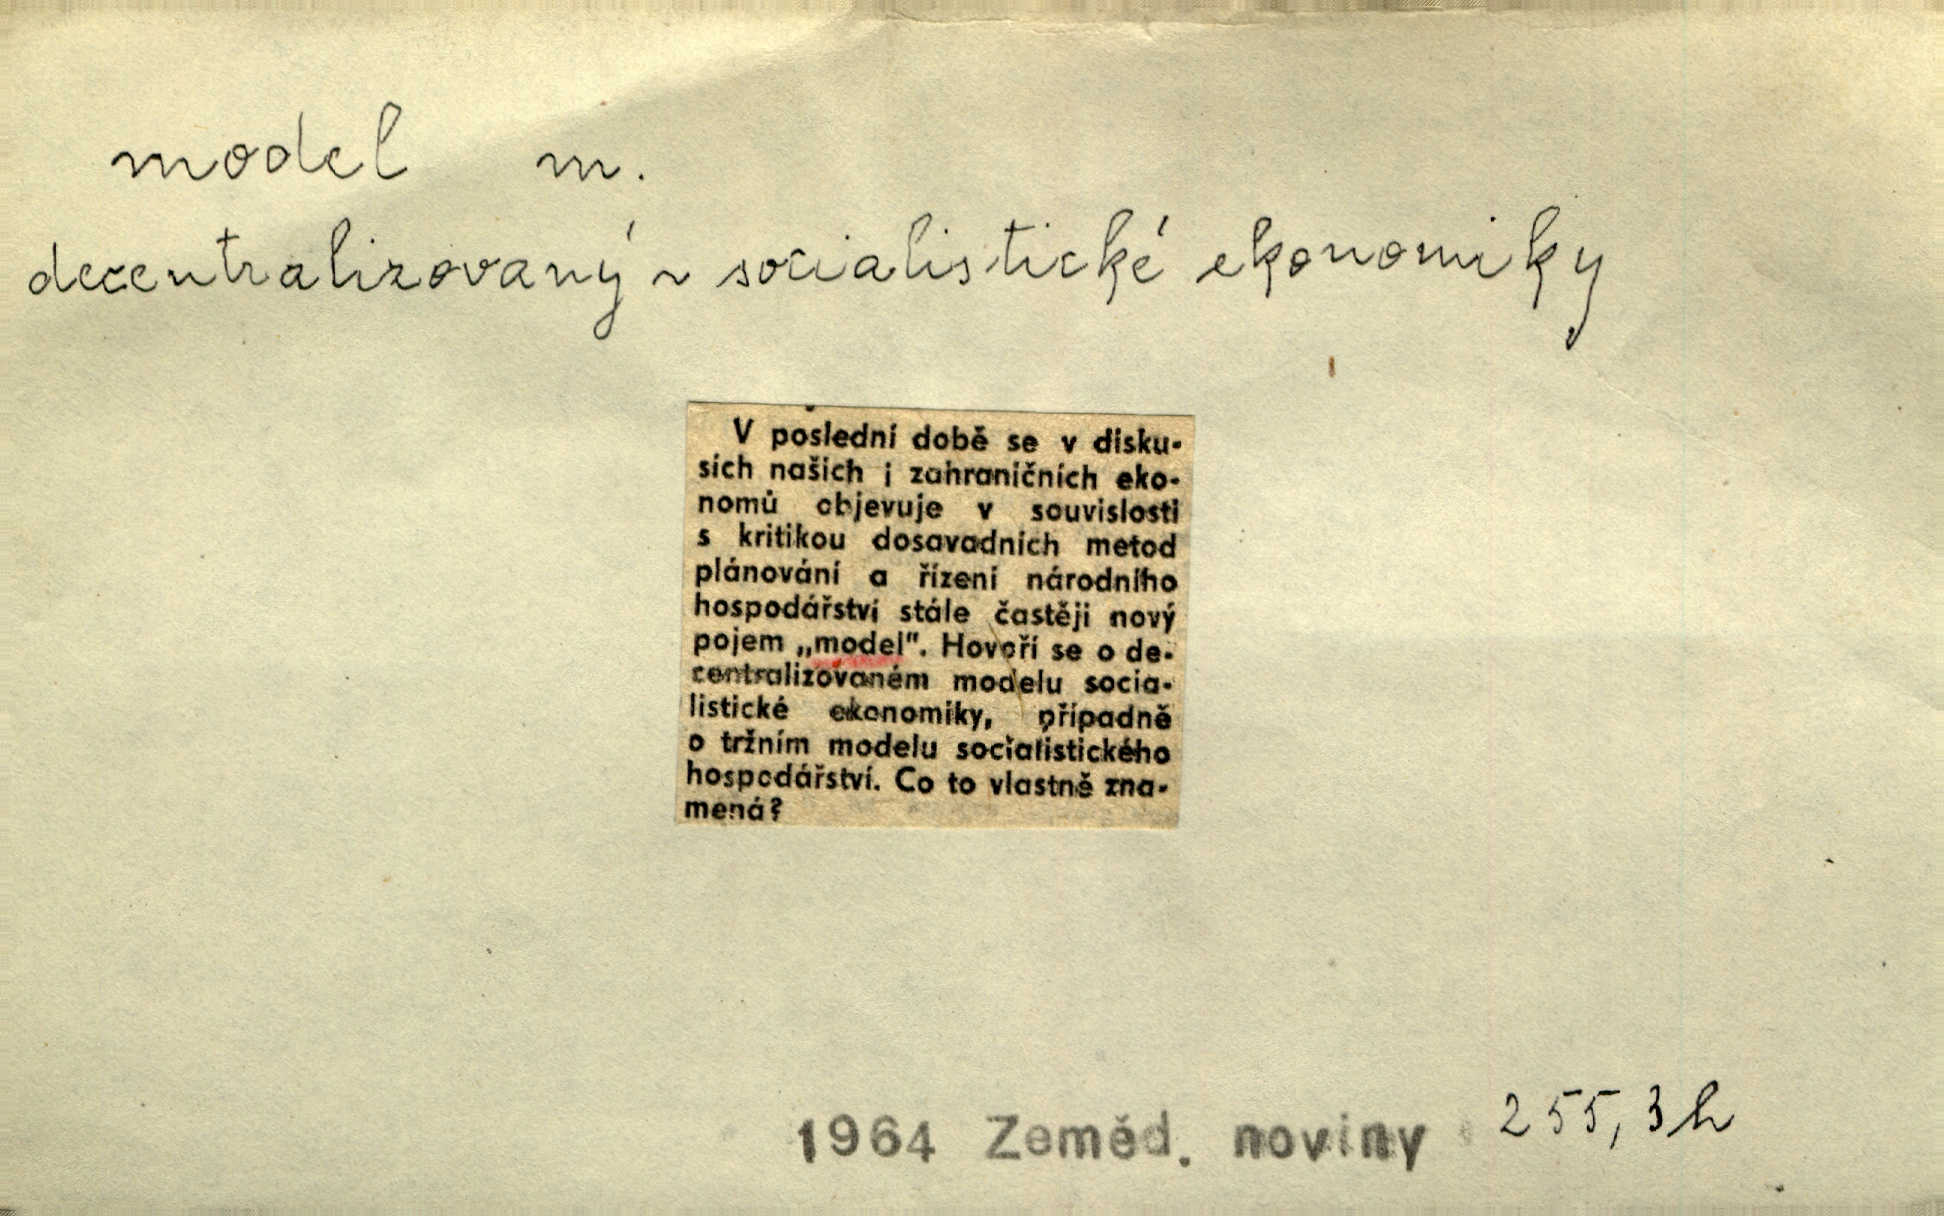 model m.
decentralizovaný ~ socialistické ekonomiky
V poslední době se v disku-
sích našich i zahraničních eko-
nomů objevuje v souvislosti
s kritikou dosavadních metod
plánování a řízení národního
hospodářství stále častěji nový
pojem „model". Hovoří se o de-
centralizovaném modelu socia-
listické ekonomiky, případně
o tržním modelu socialistického
hospodářství. Co to vlastně zna-
mená?
1964 Zeměd. noviny 255,3h